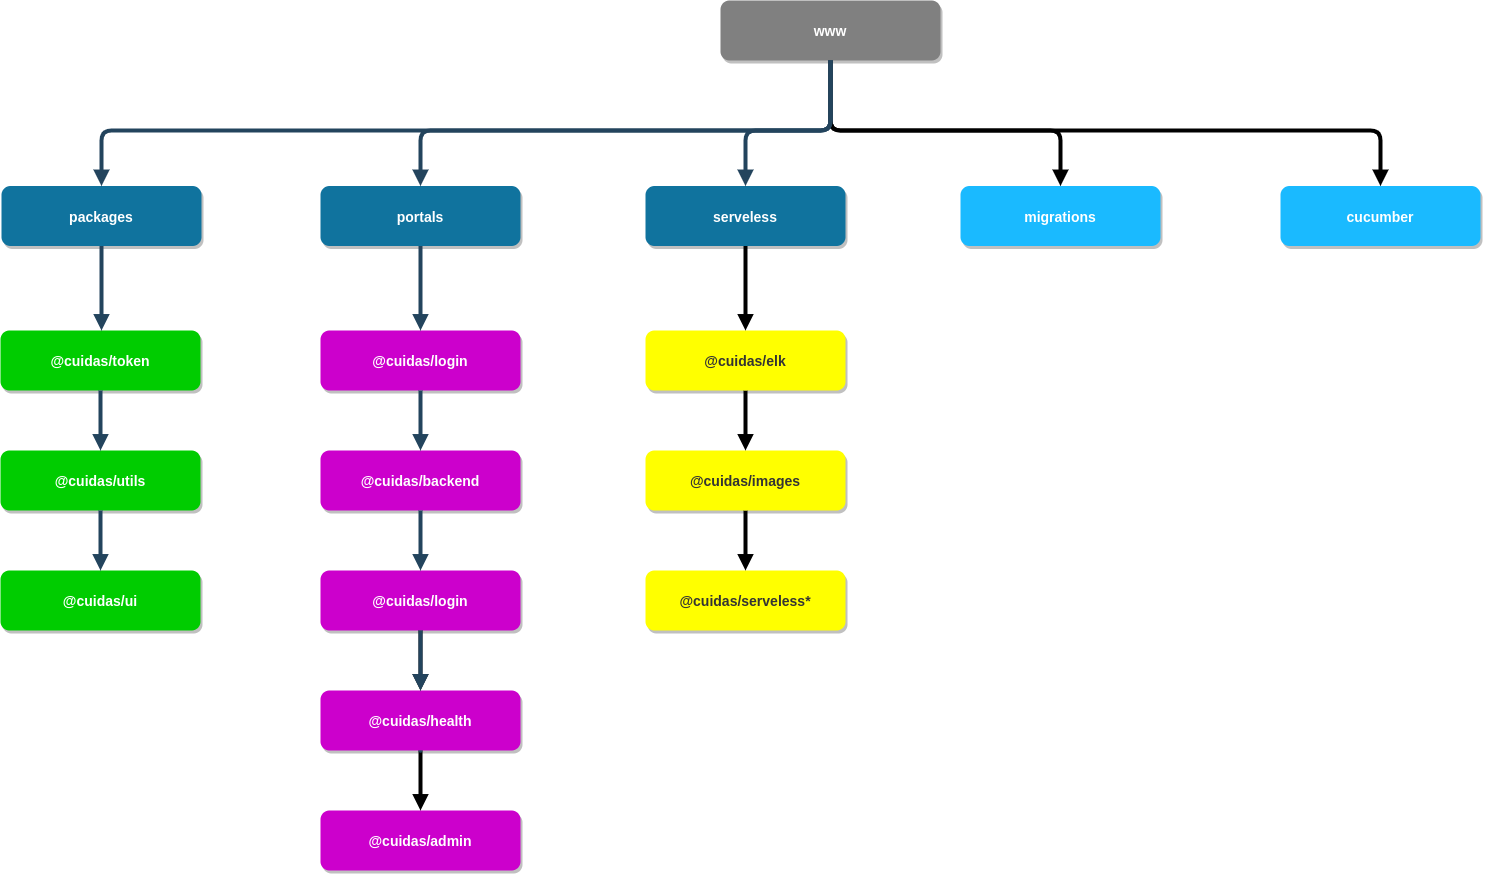 www
packages
portals
serveless
migrations
cucumber
@cuidas/token
@cuidas/login
@cuidas/elk
@cuidas/utils
@cuidas/backend
@cuidas/images
@cuidas/ui
@cuidas/login
@cuidas/serveless*
@cuidas/health
@cuidas/admin